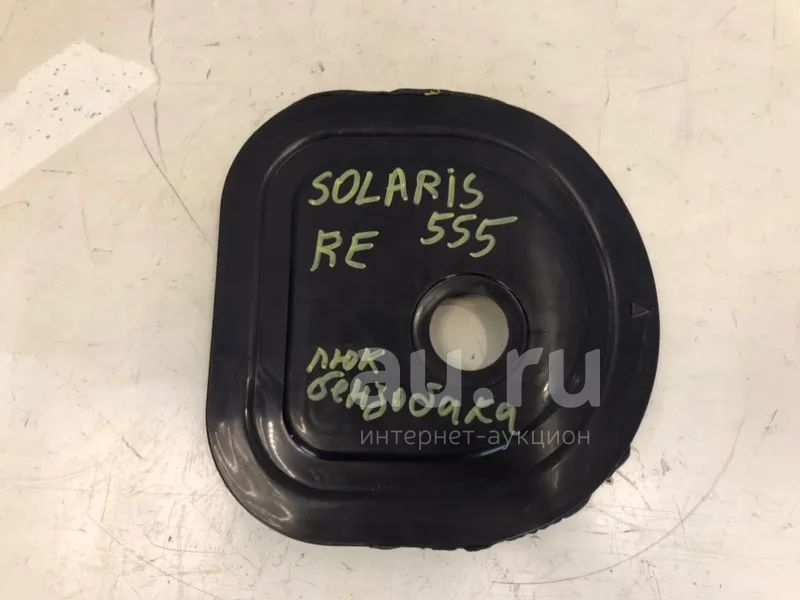 SOLARIS
RE 555
люк
бензобака
au.ru
интернет-аукцион